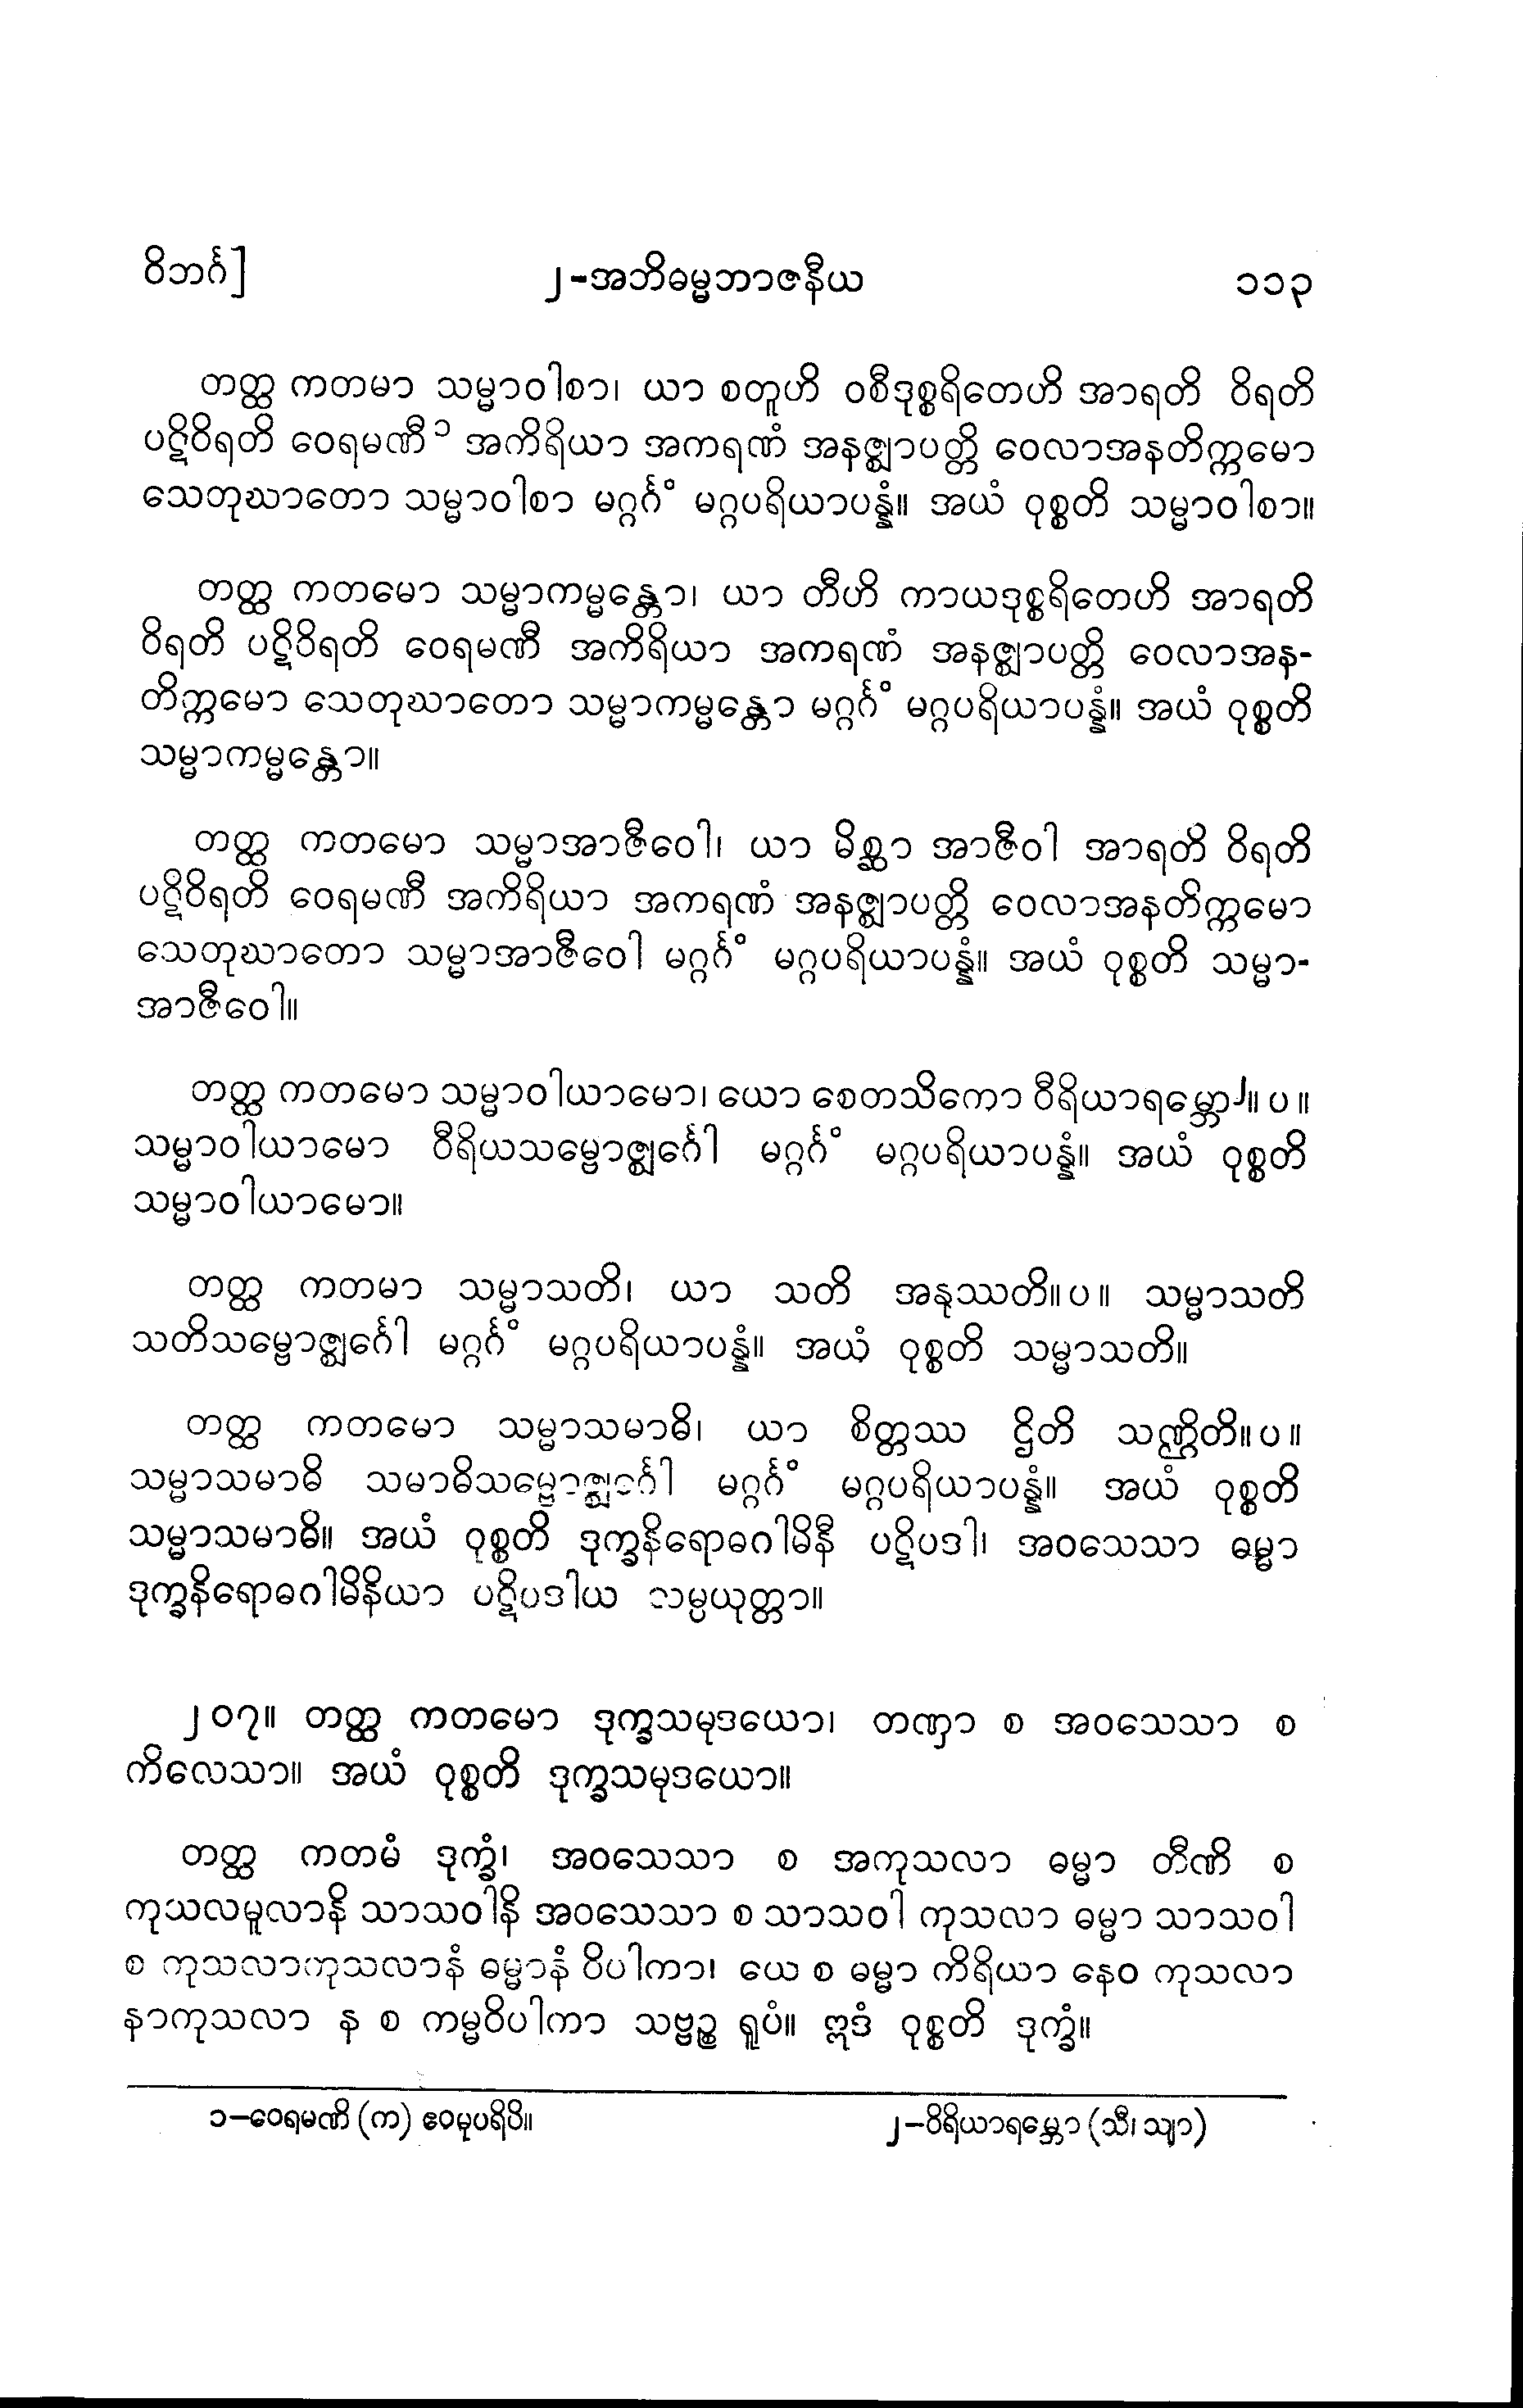 ဝိဘင်္ဂ]
၂-အဘိဓမ္မဘာဇနီယ
၁၁၃
တတ္ထ ကတမာ သမ္မာဝါစာ၊ ယာ စတူဟိ ဝစီဒုစ္စရိတေဟိ အာရတိ ဝိရတိ
ပဋိဝိရတိ ဝေရမဏီ၁ အကိရိယာ အကရဏံ အနဇ္ဈာပတ္တိ ဝေလာအနတိက္ကမော
သေတုဃာတော သမ္မာဝါစာ မဂ္ဂင်္ဂံ မဂ္ဂပရိယာပန္နံ။ အယံ ဝုစ္စတိ သမ္မာဝါစာ။
တတ္ထ ကတမော သမ္မာကမ္မန္တော၊ ယာ တီဟိ ကာယဒုစ္စရိတေဟိ အာရတိ
ဝိရတိ ပဋိဝိရတိ ဝေရမဏီ အကိရိယာ အကရဏံ အနဇ္ဈာပတ္တိ ဝေလာအန-
တိက္ကမော သေတုဃာတော သမ္မာကမ္မန္တော မဂ္ဂင်္ဂံ မဂ္ဂပရိယာပန္နံ။ အယံ ဝုစ္စတိ
သမ္မာကမ္မန္တော။
တတ္ထ ကတမော သမ္မာအာဇီဝေါ၊ ယာ မိစ္ဆာ အာဇီဝါ အာရတိ ဝိရတိ
ပဋိဝိရတိ ဝေရမဏီ အကိရိယာ အကရဏံ အနဇ္ဈာပတ္တိ ဝေလာအနတိက္ကမော
သေတုဃာတော သမ္မာအာဇီဝေါ မဂ္ဂင်္ဂံ မဂ္ဂပရိယာပန္နံ။ အယံ ဝုစ္စတိ သမ္မာ-
အာဇီဝေါ။
တတ္ထ ကတမော သမ္မာဝါယာမော၊ ယော စေတသိကော ဝီရိယာရမ္ဘော၂။ ပ ။
သမ္မာဝါယာမော ဝီရိယသမ္ဗောဇ္ဈင်္ဂေါ မဂ္ဂင်္ဂံ မဂ္ဂပရိယာပန္နံ။ အယံ ဝုစ္စတိ
သမ္မာဝါယာမော။
တတ္ထ ကတမာ သမ္မာသတိ၊ ယာ သတိ အနုဿတိ။ ပ ။ သမ္မာသတိ
သတိသမ္ဗောဇ္ဈင်္ဂေါ မဂ္ဂင်္ဂံ မဂ္ဂပရိယာပန္နံ။ အယံ ဝုစ္စတိ သမ္မာသတိ။
တတ္ထ ကတမော သမ္မာသမာဓိ၊ ယာ စိတ္တဿ ဌိတိ သဏ္ဌိတိ။ ပ ။
သမ္မာသမာဓိ သမာဓိသမ္ဗောဇ္ဈင်္ဂေါ မဂ္ဂင်္ဂံ မဂ္ဂပရိယာပန္နံ။ အယံ ဝုစ္စတိ
သမ္မာသမာဓိ။ အယံ ဝုစ္စတိ ဒုက္ခနိရောဓဂါမိနီ ပဋိပဒါ၊ အဝသေသာ ဓမ္မာ
ဒုက္ခနိရောဓဂါမိနိယာ ပဋိပဒါယ သမ္ပယုတ္တာ။
၂၀၇။ တတ္ထ ကတမော ဒုက္ခသမုဒယော၊ တဏှာ စ အဝသေသာ စ
ကိလေသာ။ အယံ ဝုစ္စတိ ဒုက္ခသမုဒယော။
တတ္ထ ကတမံ ဒုက္ခံ၊ အဝသေသာ စ အကုသလာ ဓမ္မာ တီဏိ စ
ကုသလမူလာနိ သာသဝါနိ အဝသေသာ စ သာသဝါ ကုသလာ ဓမ္မာ သာသဝါ
စ ကုသလာကုသလာနံ ဓမ္မာနံ ဝိပါကာ၊ ယေ စ ဓမ္မာ ကိရိယာ နေဝ ကုသလာ
နာကုသလာ န စ ကမ္မဝိပါကာ သဗ္ဗဉ္စ ရူပံ။ ဣဒံ ဝုစ္စတိ ဒုက္ခံ။
၁-ဝေရမဏိ (က) ဧဝမုပရိပိ။
၂-ဝိရိယာရမ္ဘော (သီ၊ သျာ)